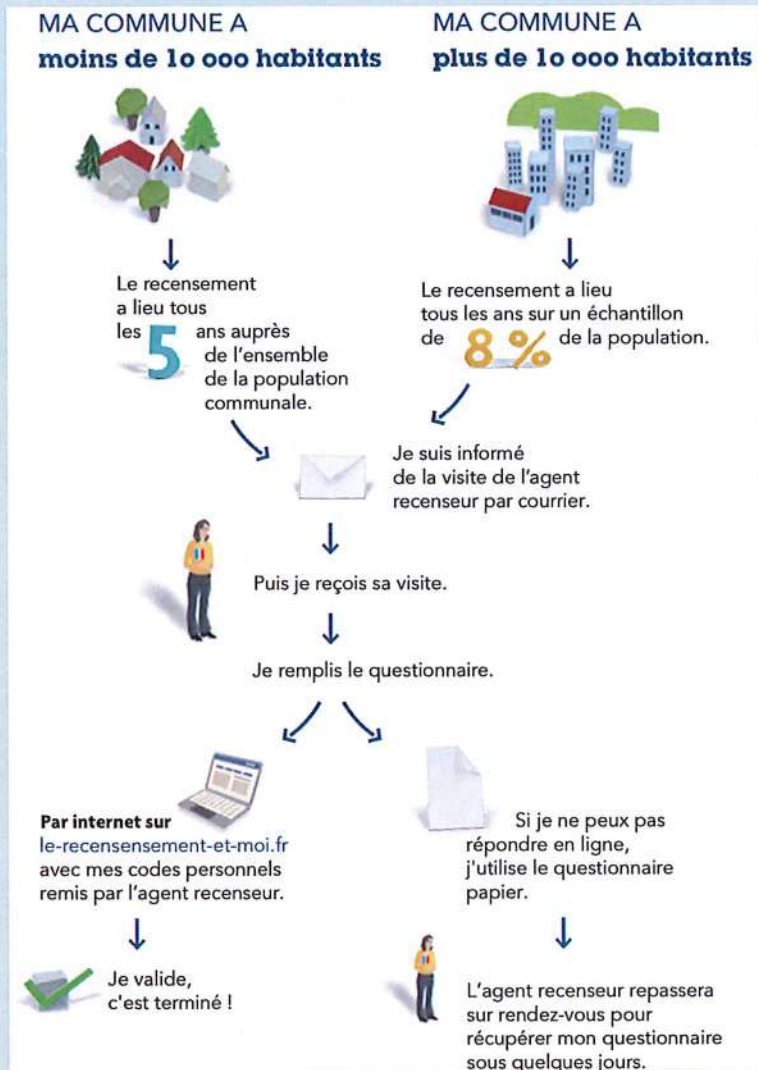 MA COMMUNE A
moins de 10 000 habitants
MA COMMUNE A
plus de 10 000 habitants
Le recensement
a lieu tous
les 5 ans auprès
de l'ensemble
de la population
communale.
Le recensement a lieu
tous les ans sur un échantillon
de 8 % de la population.
Je suis informé
de la visite de l'agent
recenseur par courrier.
Puis je reçois sa visite.
Je remplis le questionnaire.
Par internet sur
le-recensensement-et-moi.fr
avec mes codes personnels
remis par l'agent recenseur.
Je valide,
c'est terminé !
Si je ne peux pas
répondre en ligne,
j'utilise le questionnaire
papier.
L'agent recenseur repassera
sur rendez-vous pour
récupérer mon questionnaire
sous quelques jours.